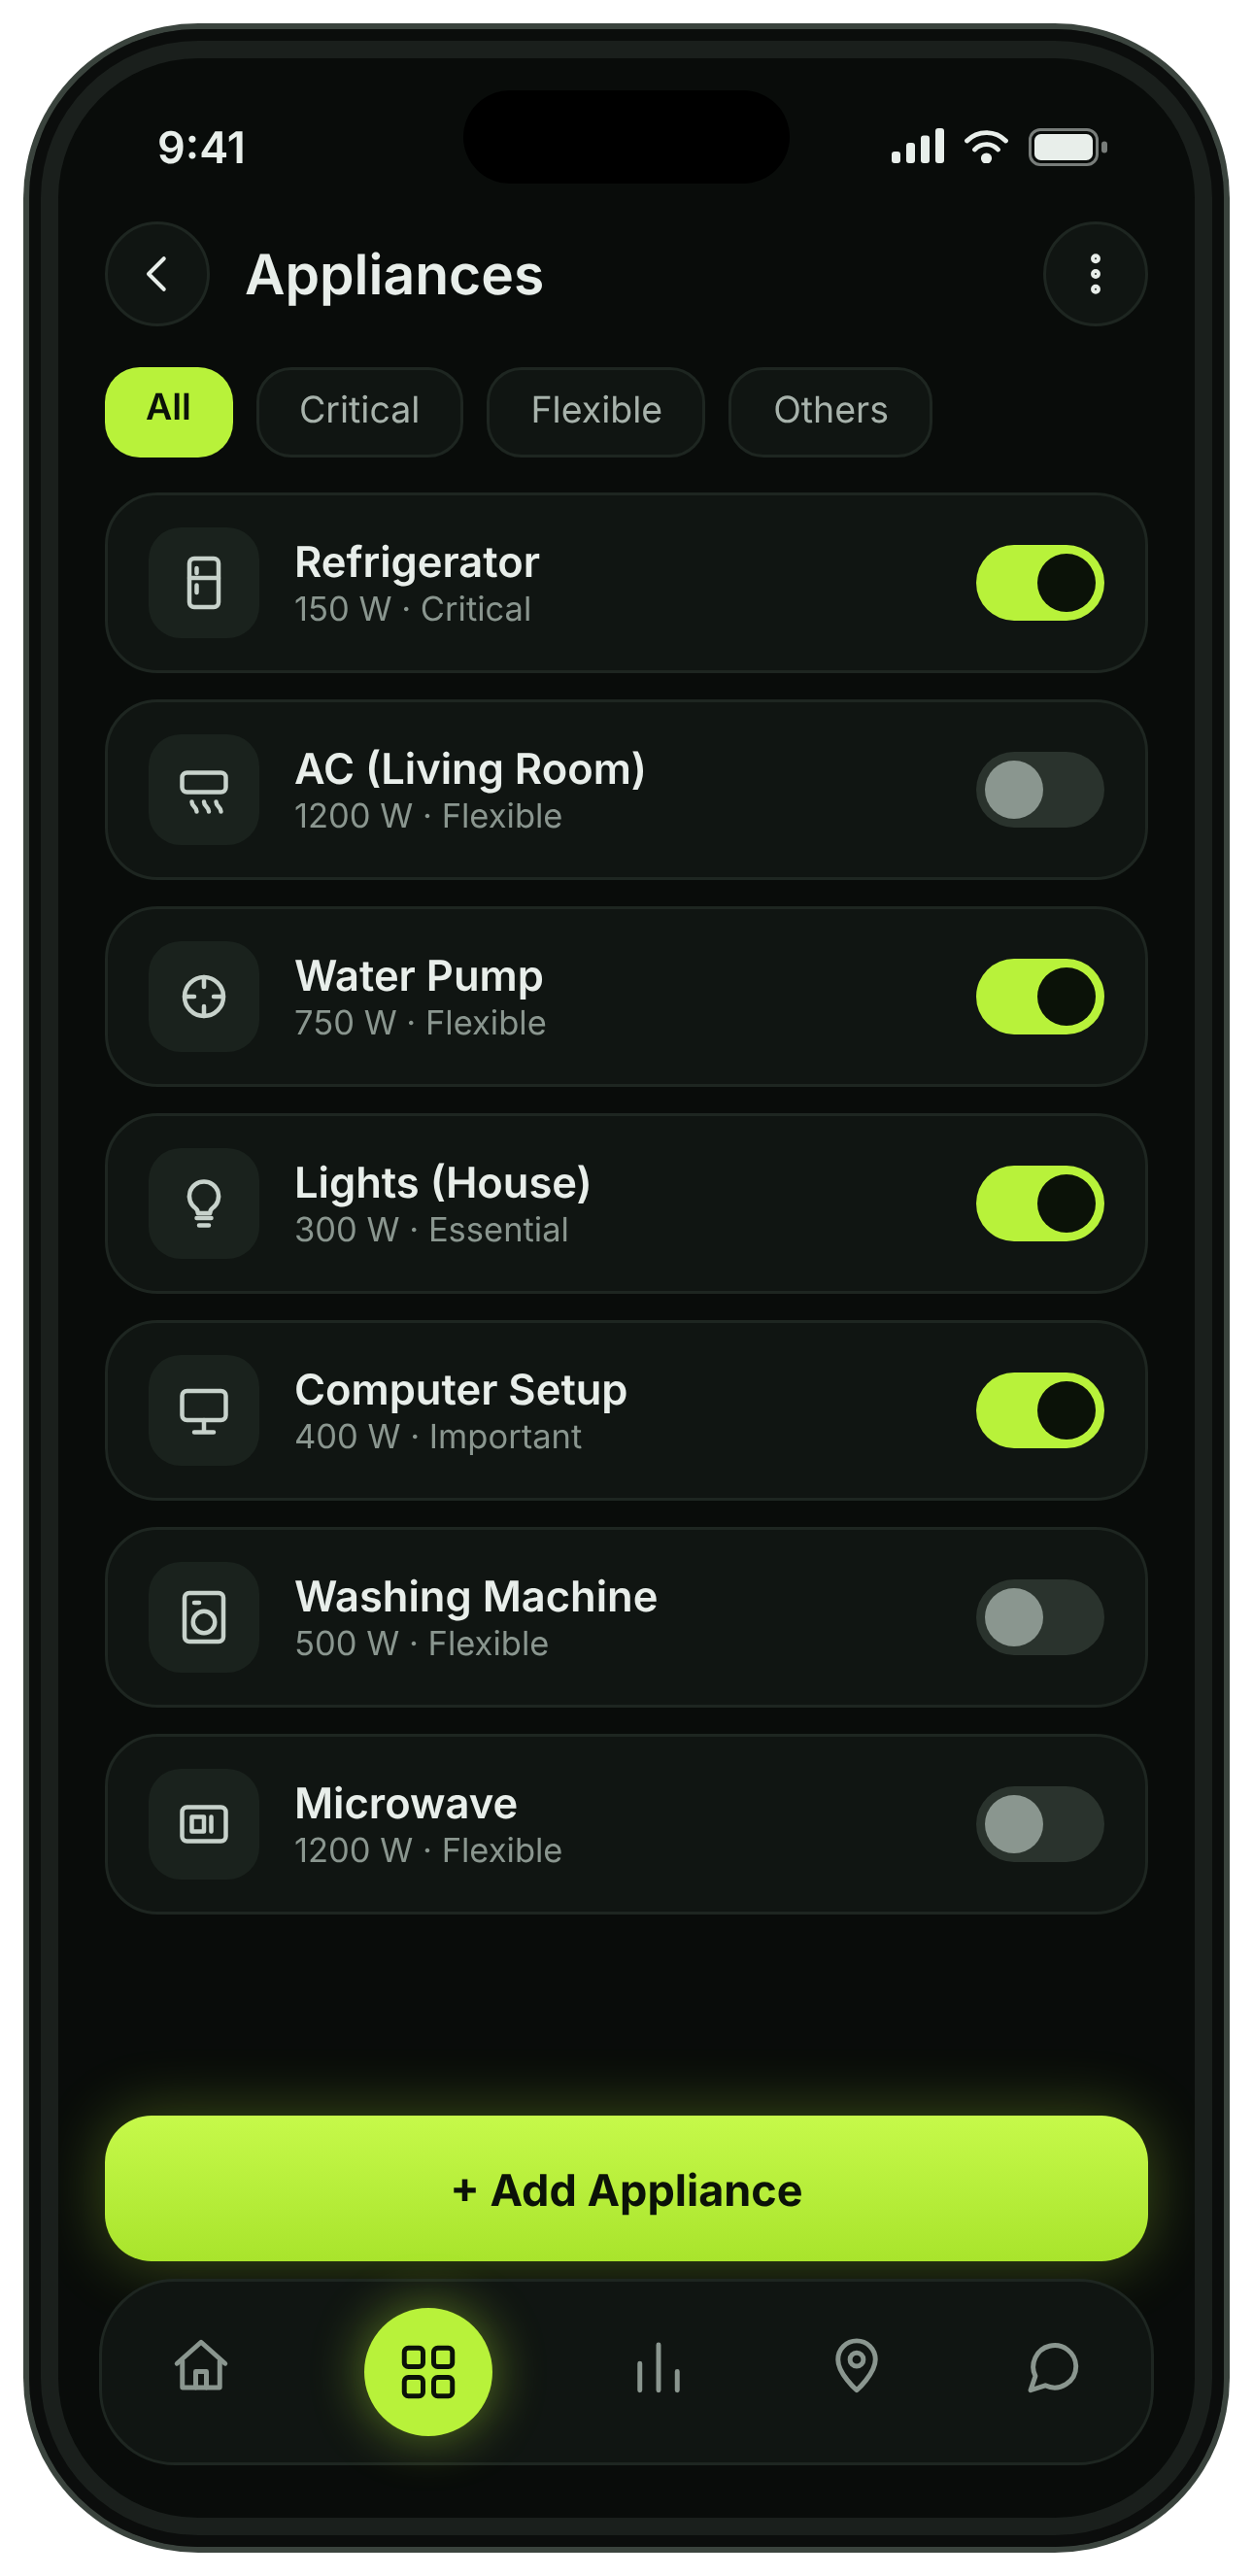 9:41
Appliances
All
Critical
Flexible
Others
Refrigerator
150 W · Critical
AC (Living Room)
1200 W · Flexible
Water Pump
750 W · Flexible
Lights (House)
300 W · Essential
Computer Setup
400 W · Important
Washing Machine
500 W · Flexible
Microwave
1200 W · Flexible
+ Add Appliance